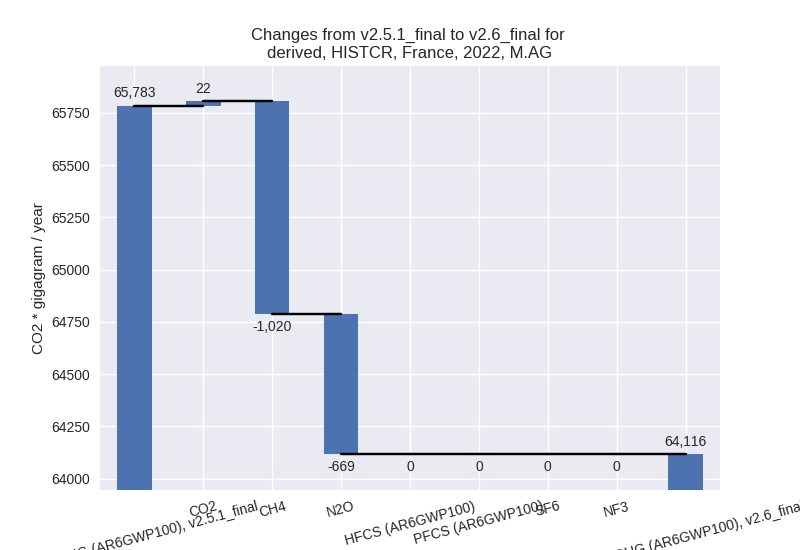 Changes from v2.5.1_final to v2.6_final for
derived, HISTCR, France, 2022, M.AG
65,783
22
-1,020
-669
0
0
0
0
64,116
CO2 * gigagram / year
65750
65500
65250
65000
64750
64500
64250
64000
(AR6GWP100), v2.5.1_final
CO2
CH4
N2O
HFCS (AR6GWP100)
PFCS (AR6GWP100)
SF6
NF3
(AR6GWP100), v2.6_final